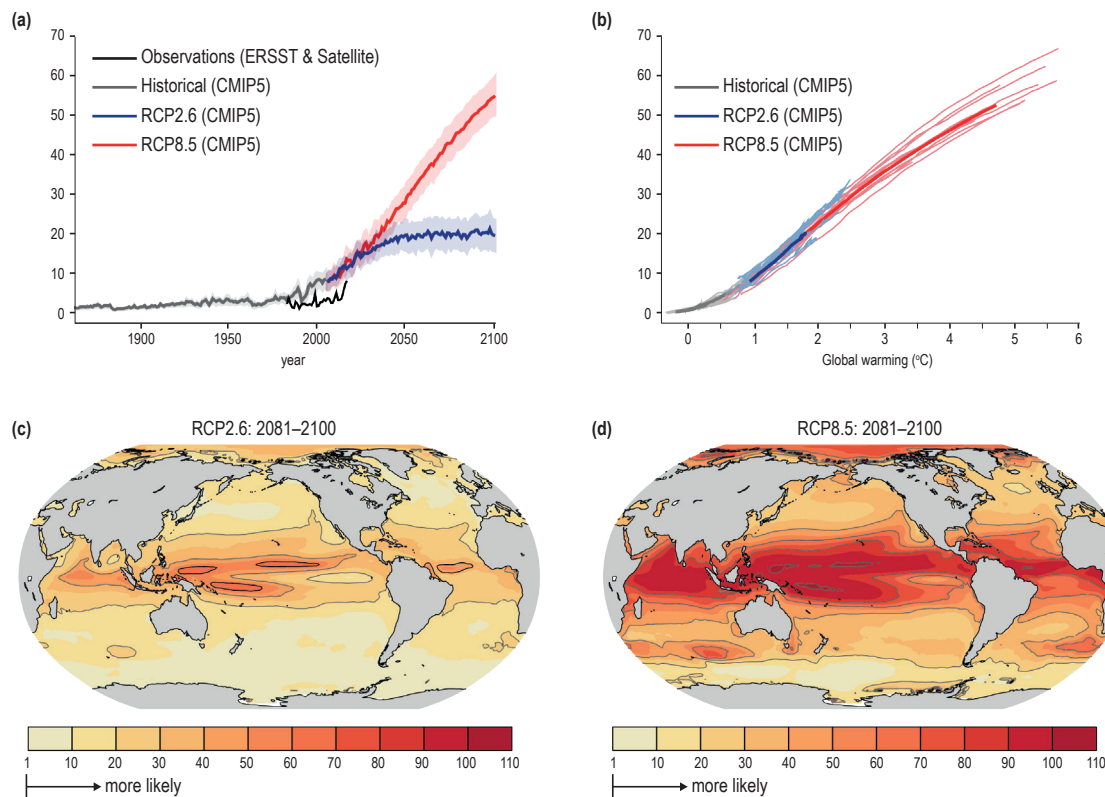 (a)
70
60
50
40
30
20
10
0
Observations (ERSST & Satellite)
Historical (CMIP5)
RCP2.6 (CMIP5)
RCP8.5 (CMIP5)
1900 1950 2000 2050 2100
year
(b)
70
60
50
40
30
20
10
0
Historical (CMIP5)
RCP2.6 (CMIP5)
RCP8.5 (CMIP5)
0 1 2 3 4 5 6
Global warming (°C)
(c)
RCP2.6: 2081–2100
1 10 20 30 40 50 60 70 80 90 100 110
more likely
(d)
RCP8.5: 2081–2100
1 10 20 30 40 50 60 70 80 90 100 110
more likely